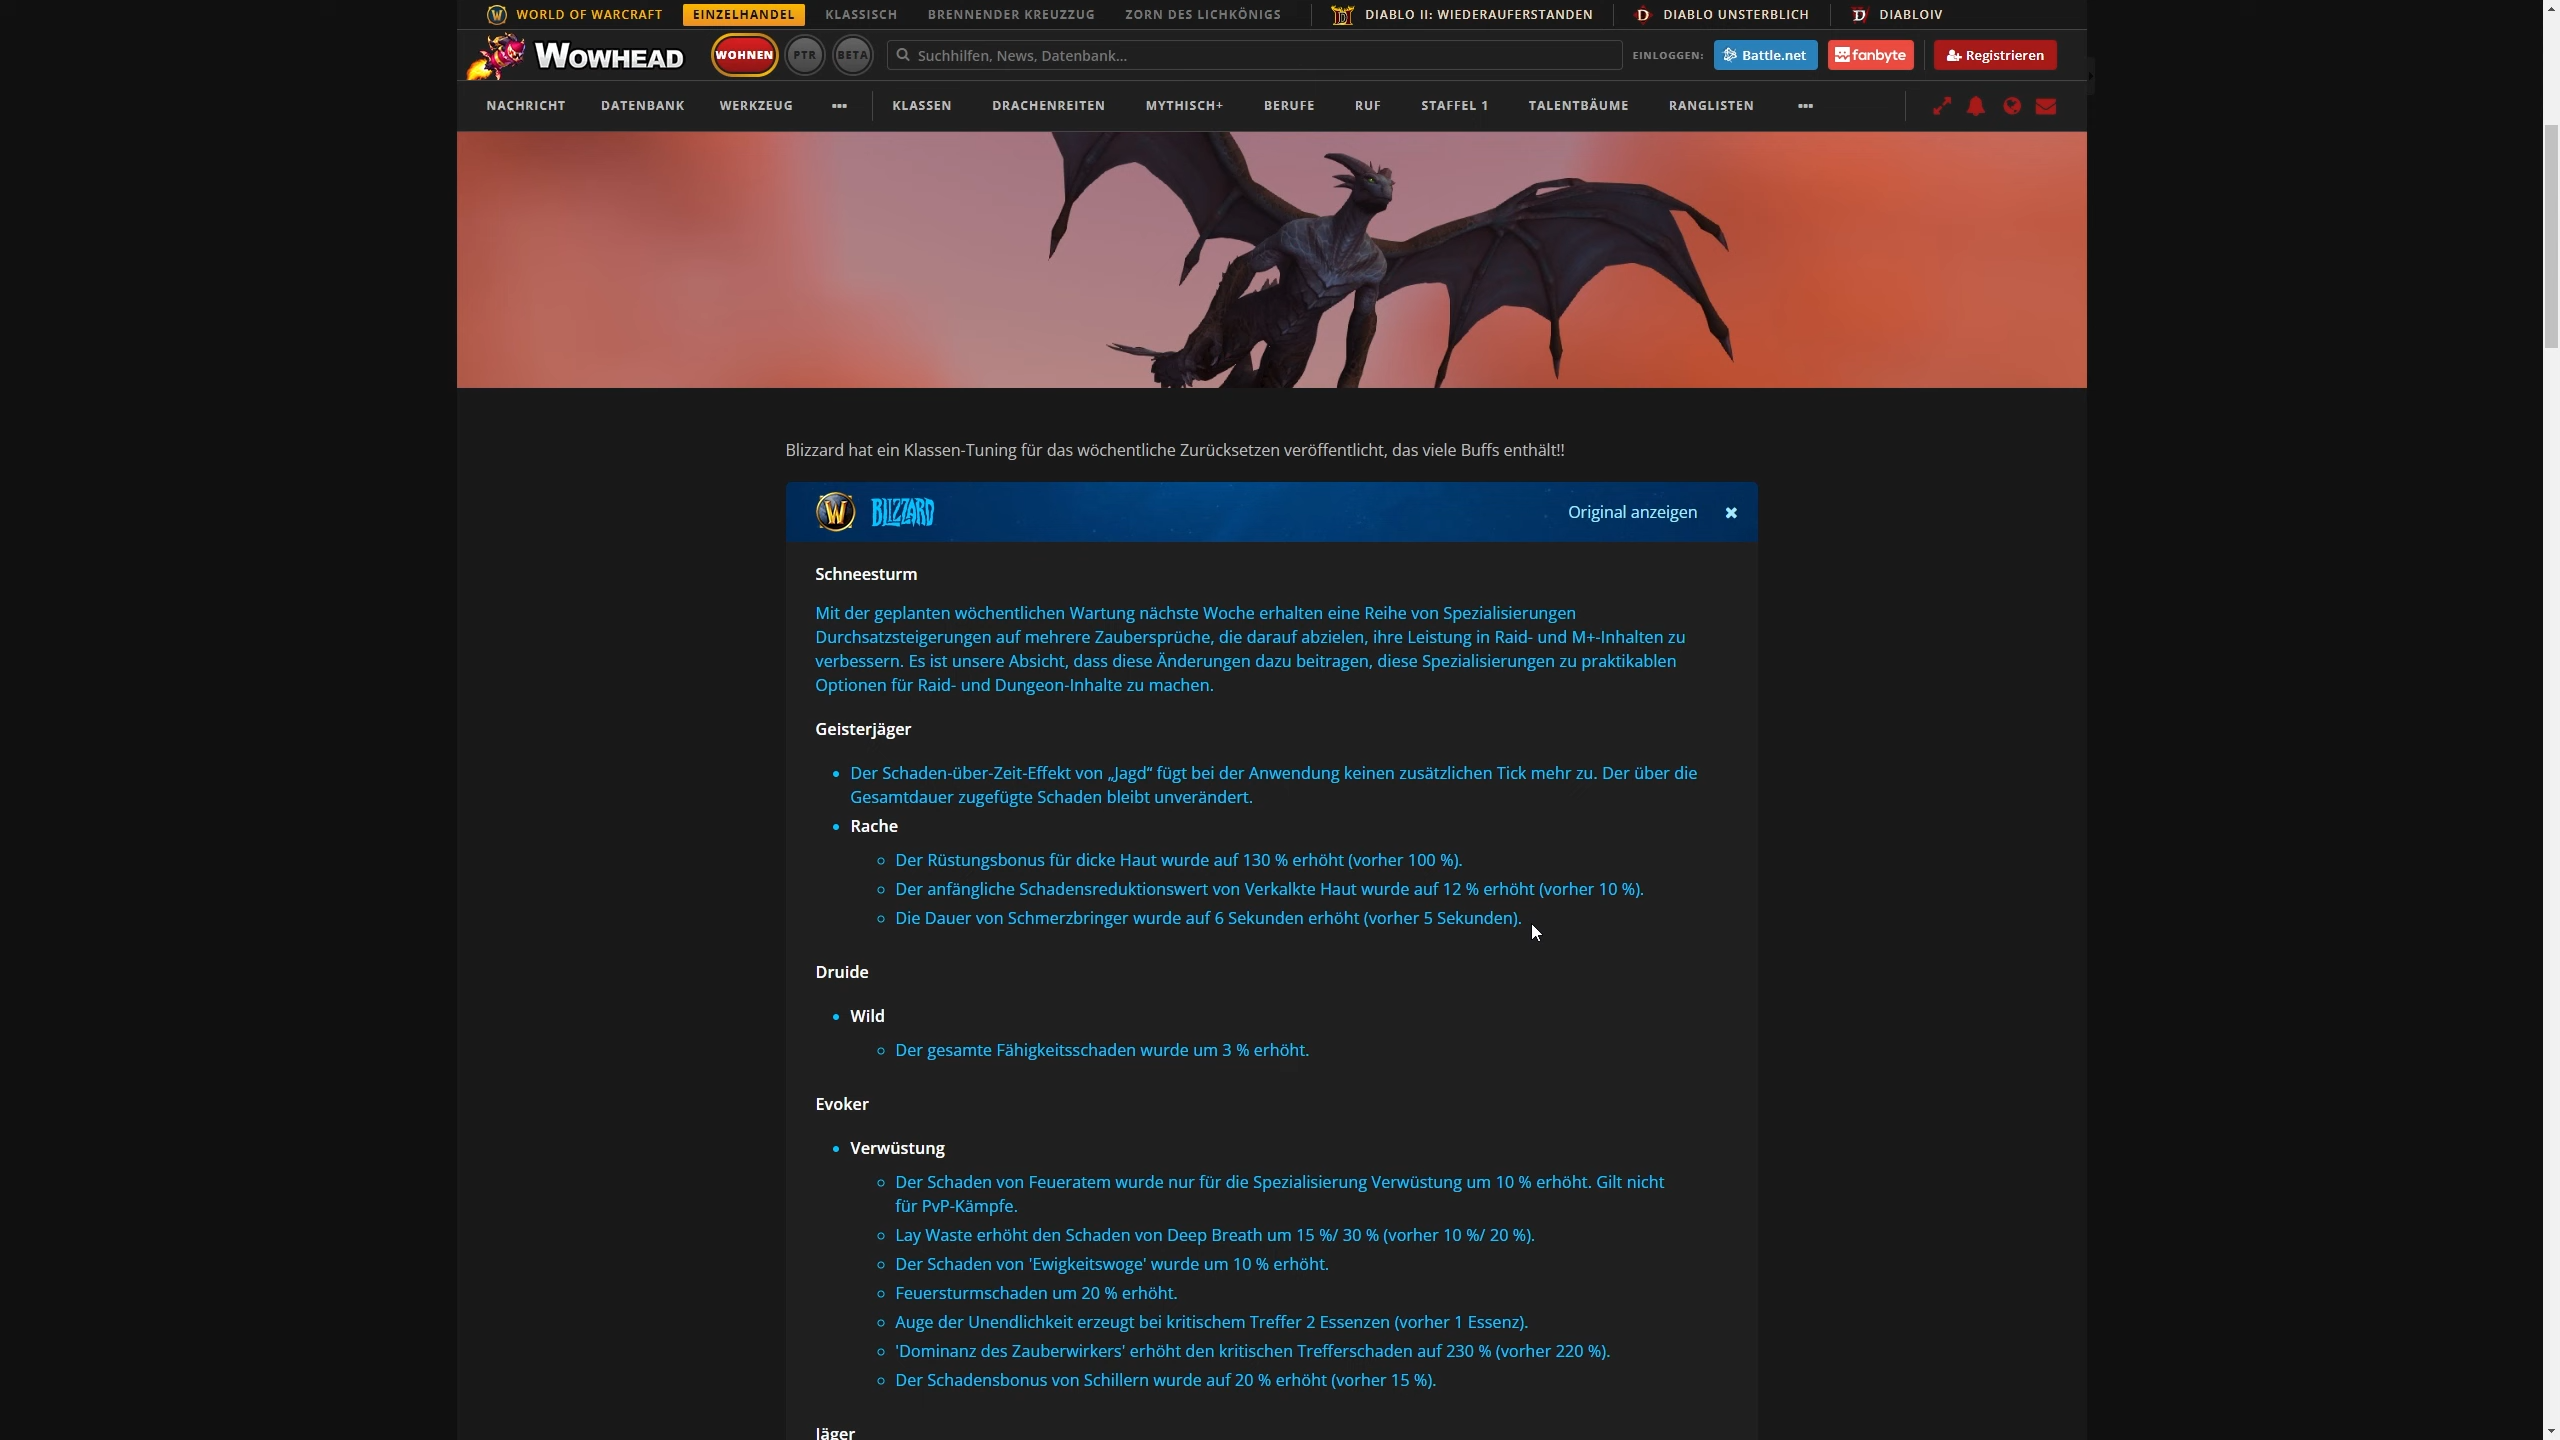 WORLD OF WARCRAFT EINZELHANDEL KLASSISCH BRENNENDER KREUZZUG ZORN DES LICHKÖNIGS DIABLO II: WIEDERAUFERSTANDEN DIABLO UNSTERBLICH DIABLOIV
WOWHEAD WOHNEN PTR BETA Suchhilfen, News, Datenbank... EINLOGGEN: Battle.net fanbyte Registrieren
NACHRICHT DATENBANK WERKZEUG ••• KLASSEN DRACHENREITEN MYTHISCH+ BERUFE RUF STAFFEL 1 TALENTBÄUME RANGLISTEN •••
Blizzard hat ein Klassen-Tuning für das wöchentliche Zurücksetzen veröffentlicht, das viele Buffs enthält!!
BLIZZARD Original anzeigen
Schneesturm
Mit der geplanten wöchentlichen Wartung nächste Woche erhalten eine Reihe von Spezialisierungen
Durchsatzsteigerungen auf mehrere Zaubersprüche, die darauf abzielen, ihre Leistung in Raid- und M+-Inhalten zu
verbessern. Es ist unsere Absicht, dass diese Änderungen dazu beitragen, diese Spezialisierungen zu praktikablen
Optionen für Raid- und Dungeon-Inhalte zu machen.
Geisterjäger
Der Schaden-über-Zeit-Effekt von „Jagd“ fügt bei der Anwendung keinen zusätzlichen Tick mehr zu. Der über die
Gesamtdauer zugefügte Schaden bleibt unverändert.
Rache
Der Rüstungsbonus für dicke Haut wurde auf 130 % erhöht (vorher 100 %).
Der anfängliche Schadensreduktionswert von Verkalkte Haut wurde auf 12 % erhöht (vorher 10 %).
Die Dauer von Schmerzbringer wurde auf 6 Sekunden erhöht (vorher 5 Sekunden).
Druide
Wild
Der gesamte Fähigkeitsschaden wurde um 3 % erhöht.
Evoker
Verwüstung
Der Schaden von Feueratem wurde nur für die Spezialisierung Verwüstung um 10 % erhöht. Gilt nicht
für PvP-Kämpfe.
Lay Waste erhöht den Schaden von Deep Breath um 15 %/ 30 % (vorher 10 %/ 20 %).
Der Schaden von 'Ewigkeitswoge' wurde um 10 % erhöht.
Feuersturmschaden um 20 % erhöht.
Auge der Unendlichkeit erzeugt bei kritischem Treffer 2 Essenzen (vorher 1 Essenz).
'Dominanz des Zauberwirkers' erhöht den kritischen Trefferschaden auf 230 % (vorher 220 %).
Der Schadensbonus von Schillern wurde auf 20 % erhöht (vorher 15 %).
Jäger